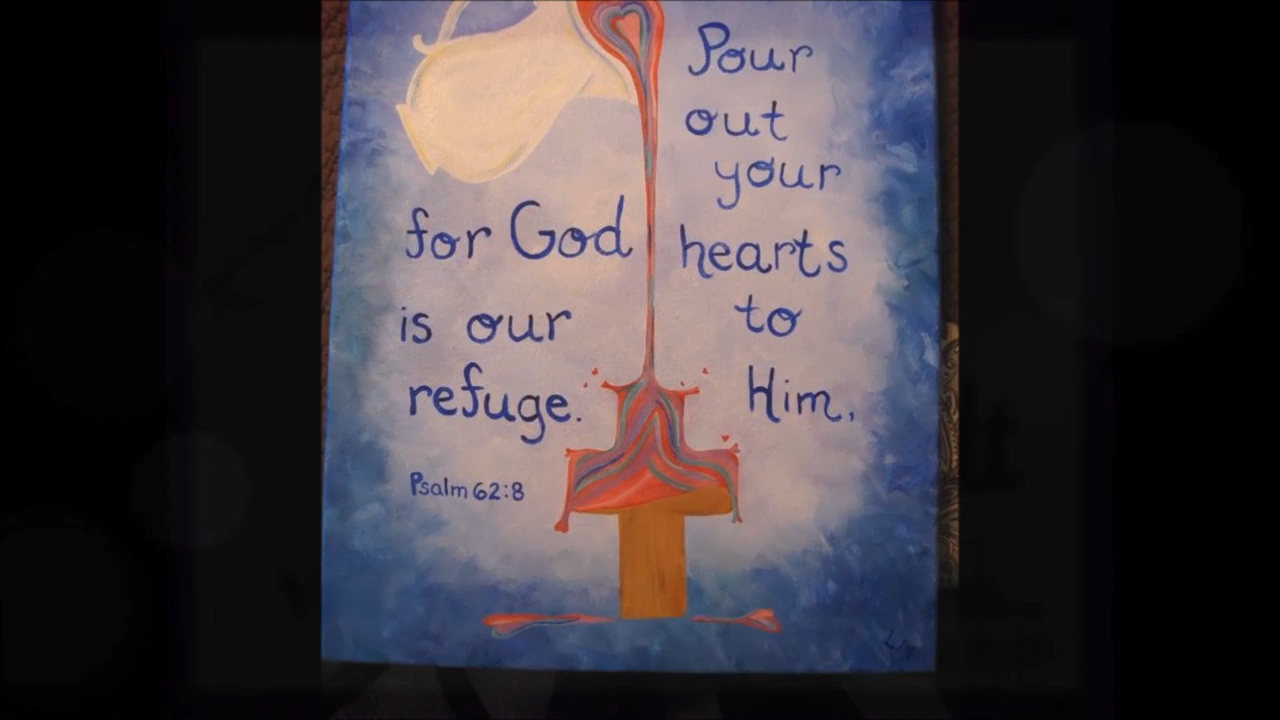 Pour
out
your
hearts
to
Him,
for God
is our
refuge.
Psalm 62:8